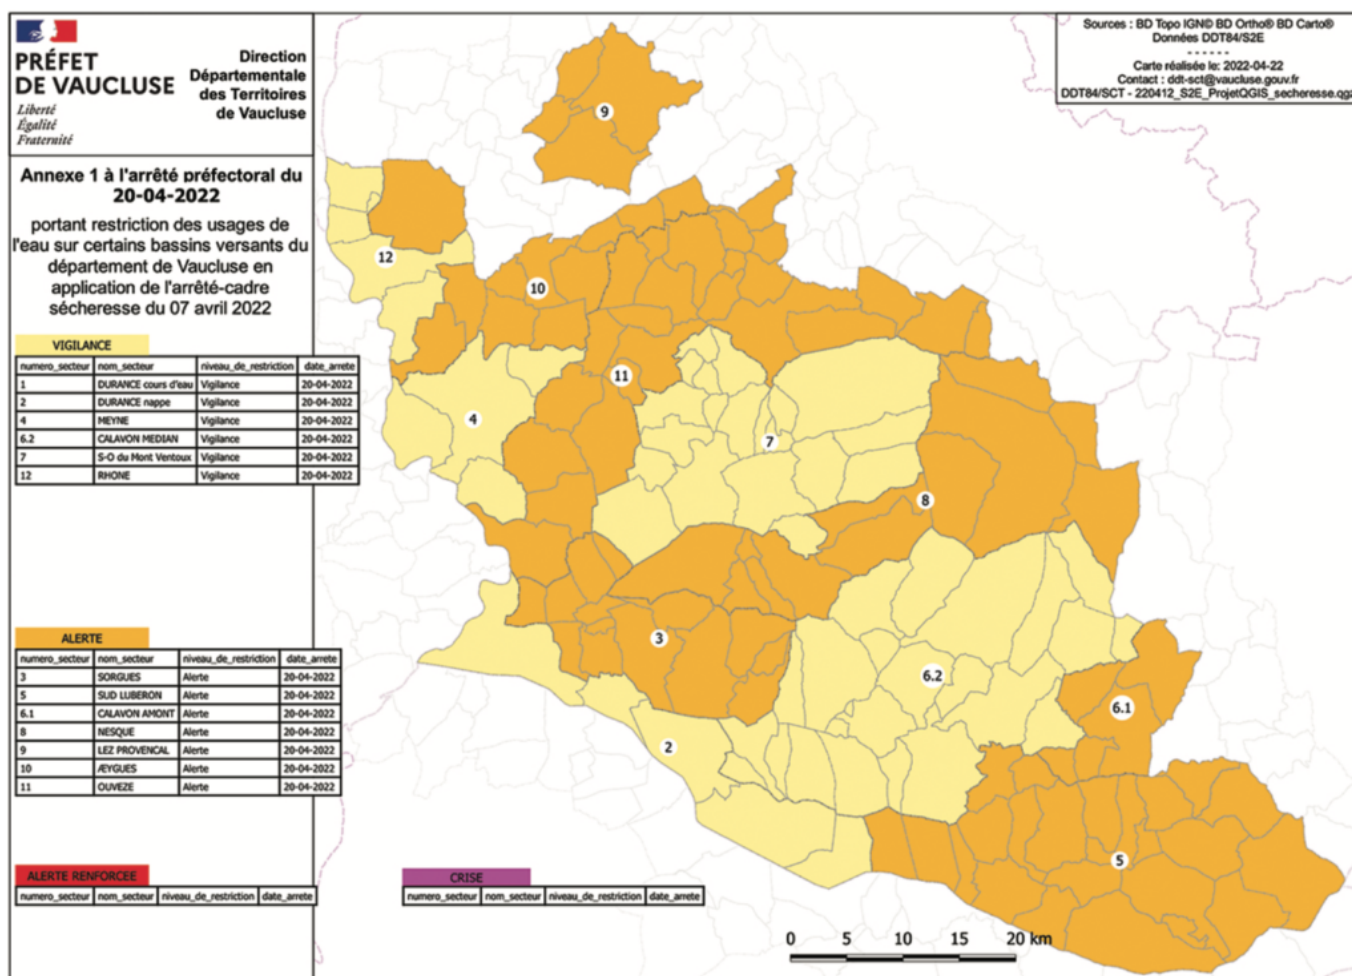 PRÉFET
DE VAUCLUSE
Liberté
Égalité
Fraternité
Direction
Départementale
des Territoires
de Vaucluse
Annexe 1 à l'arrêté préfectoral du
20-04-2022
portant restriction des usages de
l'eau sur certains bassins versants du
département de Vaucluse en
application de l'arrêté-cadre
sécheresse du 07 avril 2022
VIGILANCE
numero_secteur nom_secteur niveau_de_restriction date_arrete
1 DURANCE cours d'eau Vigilance 20-04-2022
2 DURANCE nappe Vigilance 20-04-2022
4 MEYNE Vigilance 20-04-2022
6.2 CALAVON MEDIAN Vigilance 20-04-2022
7 S-O du Mont Ventoux Vigilance 20-04-2022
12 RHONE Vigilance 20-04-2022
ALERTE
numero_secteur nom_secteur niveau_de_restriction date_arrete
3 SORGUES Alerte 20-04-2022
5 SUD LUBERON Alerte 20-04-2022
6.1 CALAVON AMONT Alerte 20-04-2022
8 NESQUE Alerte 20-04-2022
9 LEZ PROVENCAL Alerte 20-04-2022
10 ÆYGUES Alerte 20-04-2022
11 OUVEZE Alerte 20-04-2022
ALERTE RENFORCEE
numero_secteur nom_secteur niveau_de_restriction date_arrete
CRISE
numero_secteur nom_secteur niveau_de_restriction date_arrete
Sources : BD Topo IGN© BD Ortho® BD Carto®
Données DDT84/S2E
- - - - - -
Carte réalisée le: 2022-04-22
Contact : ddt-sct@vaucluse.gouv.fr
DDT84/SCT - 220412_S2E_ProjetQGIS_secheresse.qgz
9
12
10
11
4
7
8
3
6.2
6.1
2
5
0 5 10 15 20 km